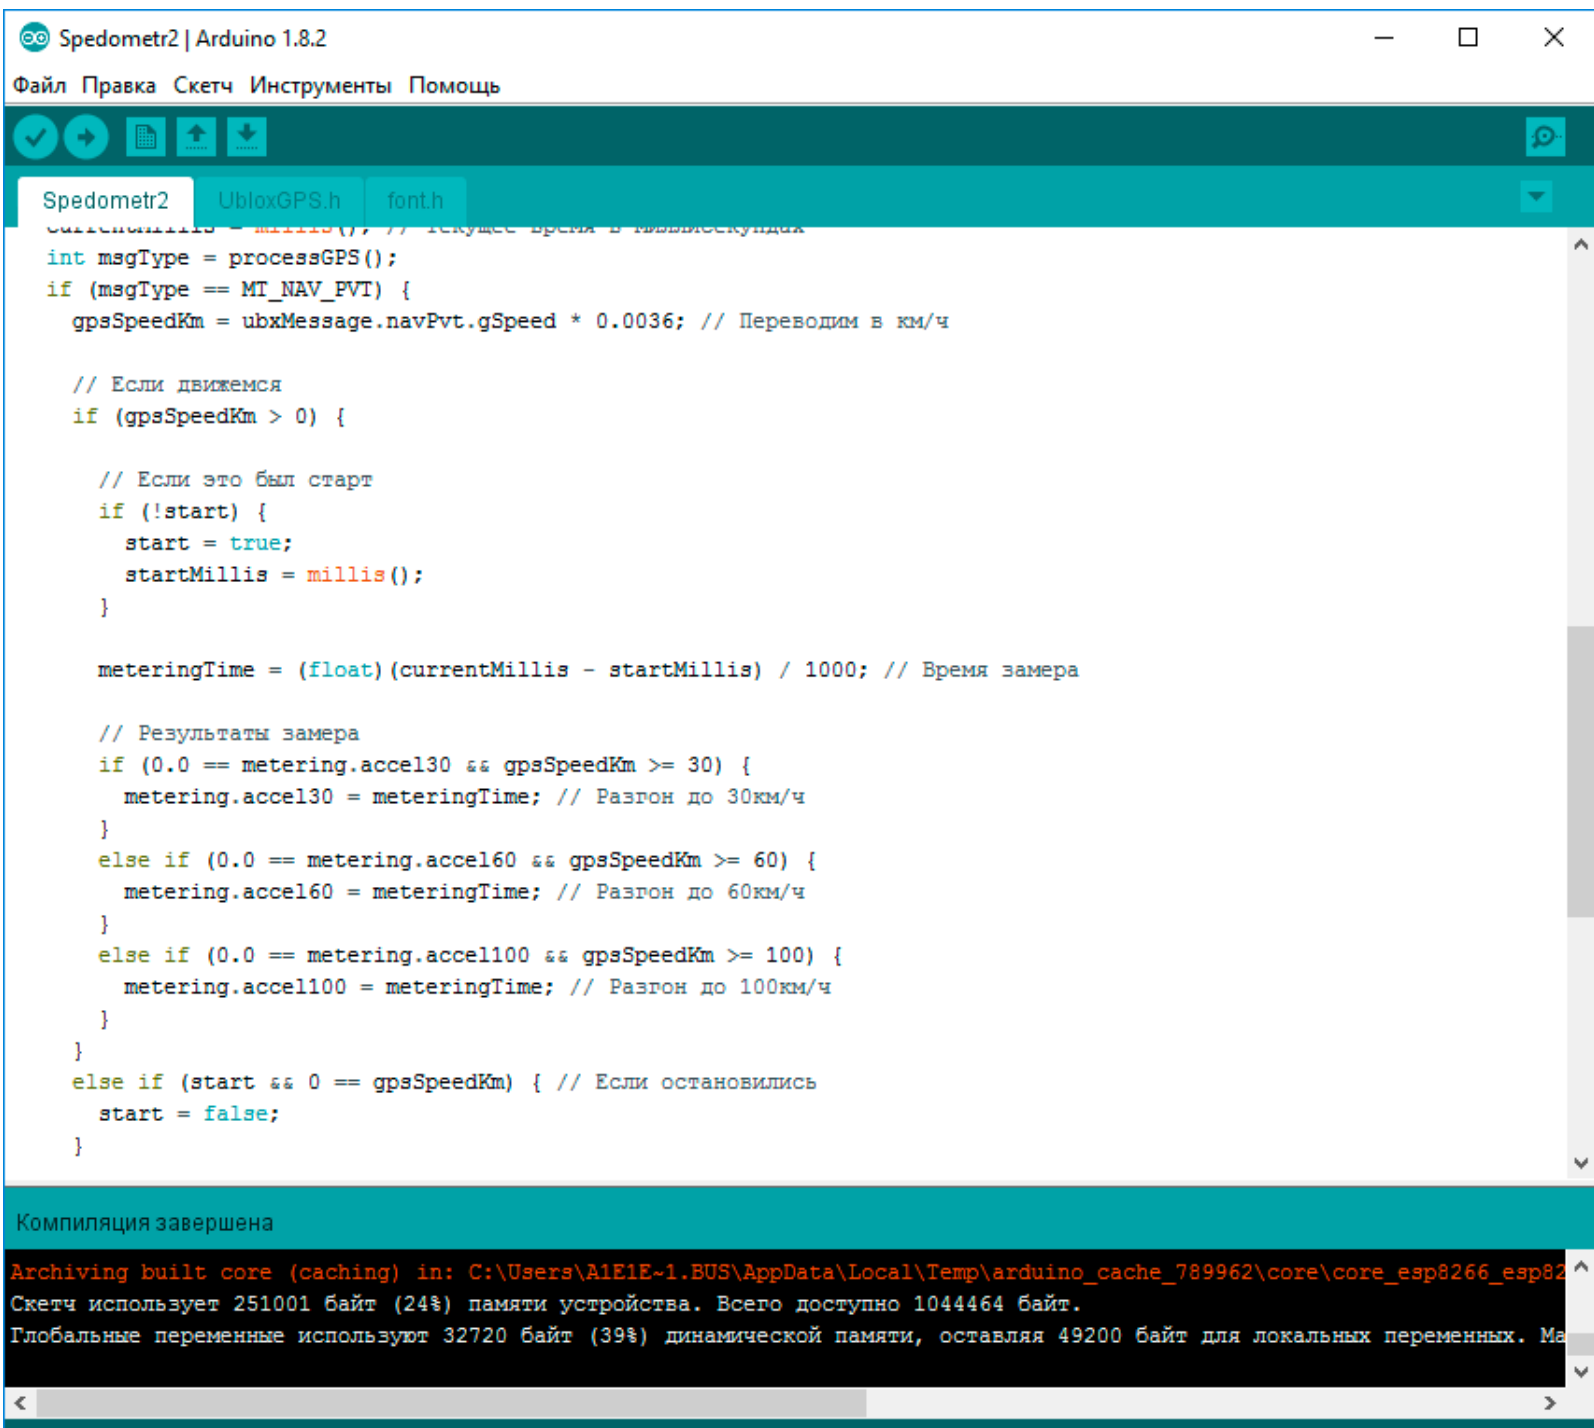 Spedometr2 | Arduino 1.8.2
Файл Правка Скетч Инструменты Помощь
Spedometr2 UbloxGPS.h font.h
currentMillis = millis(); // Текущее время в миллисекундах
int msgType = processGPS();
if (msgType == MT_NAV_PVT) {
gpsSpeedKm = ubxMessage.navPvt.gSpeed * 0.0036; // Переводим в км/ч
// Если движемся
if (gpsSpeedKm > 0) {
// Если это был старт
if (!start) {
start = true;
startMillis = millis();
}
meteringTime = (float)(currentMillis - startMillis) / 1000; // Время замера
// Результаты замера
if (0.0 == metering.accel30 && gpsSpeedKm >= 30) {
metering.accel30 = meteringTime; // Разгон до 30км/ч
}
else if (0.0 == metering.accel60 && gpsSpeedKm >= 60) {
metering.accel60 = meteringTime; // Разгон до 60км/ч
}
else if (0.0 == metering.accel100 && gpsSpeedKm >= 100) {
metering.accel100 = meteringTime; // Разгон до 100км/ч
}
}
else if (start && 0 == gpsSpeedKm) { // Если остановились
start = false;
}
Компиляция завершена
Archiving built core (caching) in: C:\Users\A1E1E~1.BUS\AppData\Local\Temp\arduino_cache_789962\core\core_esp8266_esp82
Скетч использует 251001 байт (24%) памяти устройства. Всего доступно 1044464 байт.
Глобальные переменные используют 32720 байт (39%) динамической памяти, оставляя 49200 байт для локальных переменных. Ма